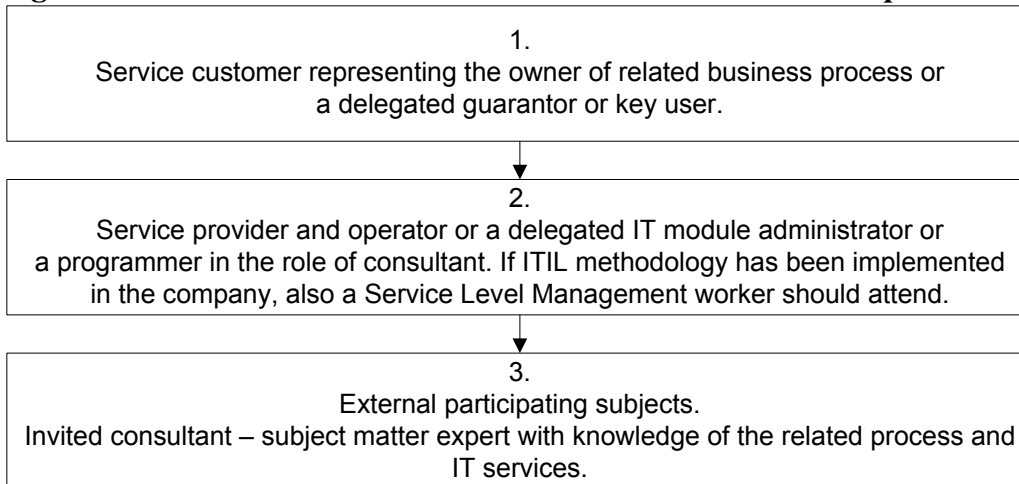 1.
Service customer representing the owner of related business process or
a delegated guarantor or key user.
2.
Service provider and operator or a delegated IT module administrator or
a programmer in the role of consultant. If ITIL methodology has been implemented
in the company, also a Service Level Management worker should attend.
3.
External participating subjects.
Invited consultant – subject matter expert with knowledge of the related process and
IT services.